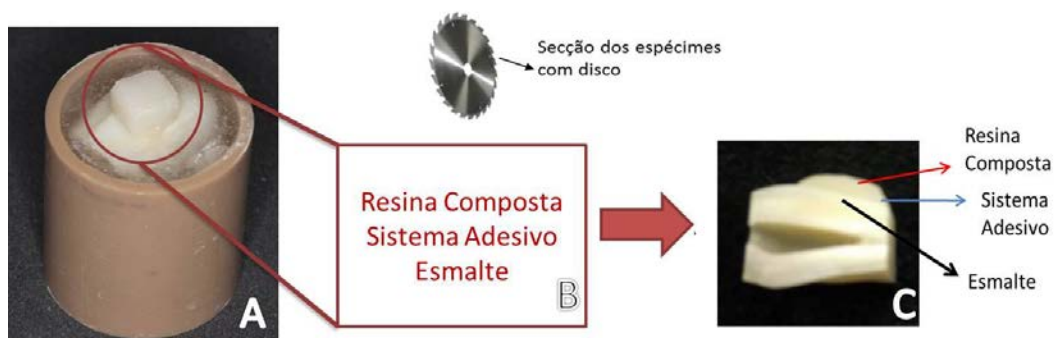 Secção dos espécimes
com disco
A
Resina Composta
Sistema Adesivo
Esmalte
B
C
Resina
Composta
Sistema
Adesivo
Esmalte